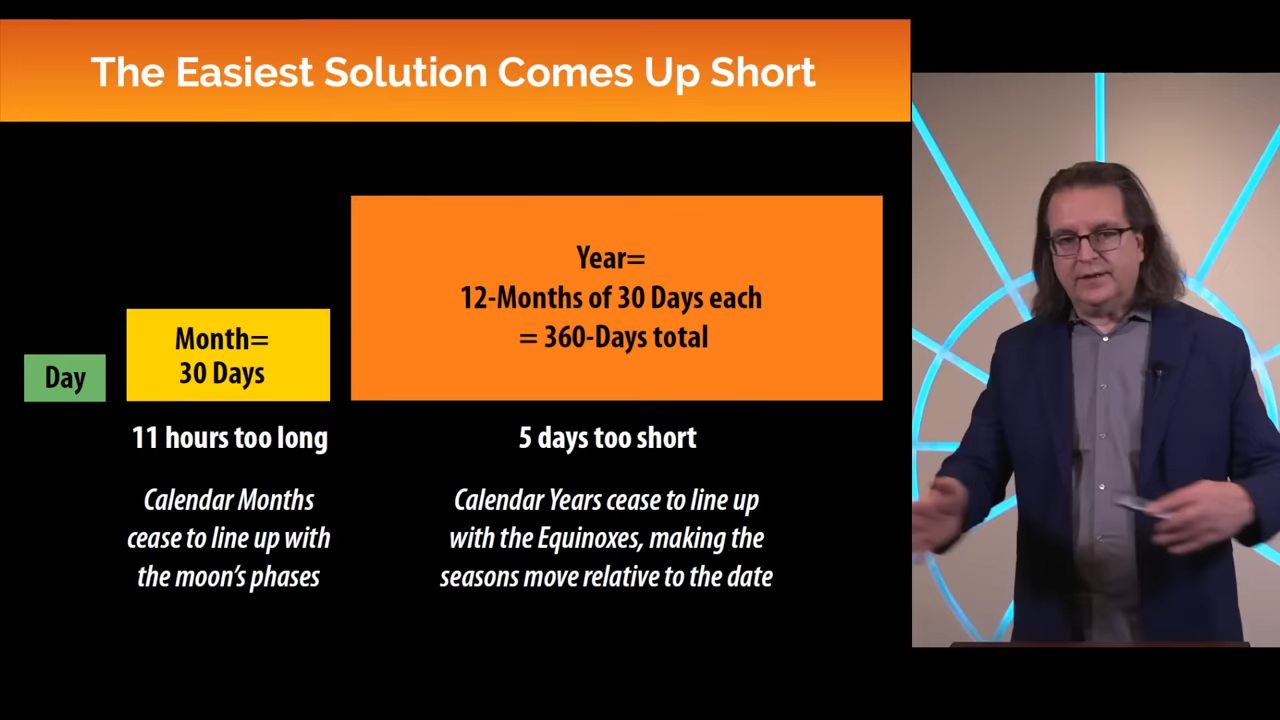 The Easiest Solution Comes Up Short
Day
Month=
30 Days
Year=
12-Months of 30 Days each
= 360-Days total
11 hours too long
5 days too short
Calendar Months
cease to line up with
the moon's phases
Calendar Years cease to line up
with the Equinoxes, making the
seasons move relative to the date